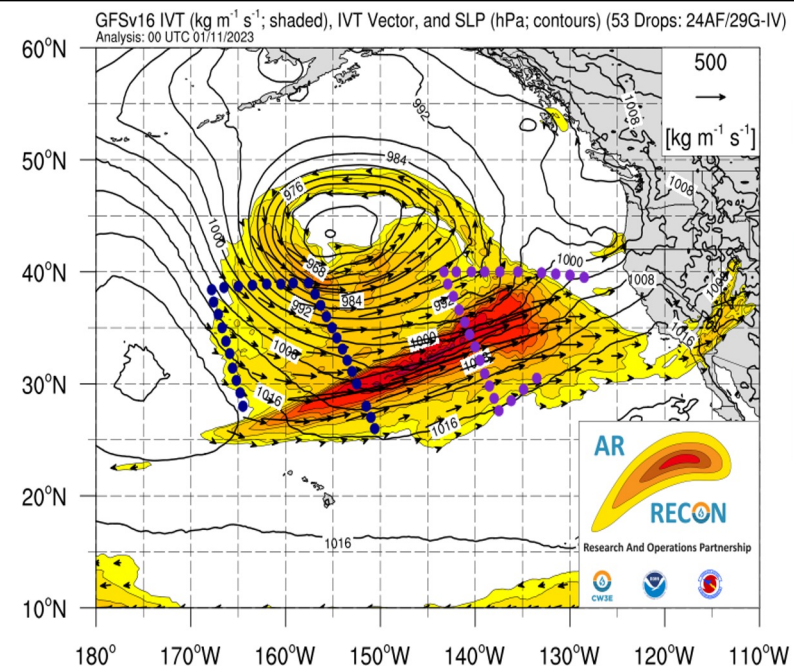 GFSv16 IVT (kg m⁻¹ s⁻¹; shaded), IVT Vector, and SLP (hPa; contours) (53 Drops: 24AF/29G-IV)
Analysis: 00 UTC 01/11/2023
60°N
50°N
40°N
30°N
20°N
10°N
500
[kg m⁻¹ s⁻¹]
992
1008
984
976
1008
1000
1000
968
1008
984
992
992
1000
1016
1008
1016
1016
1016
AR
RECON
Research And Operations Partnership
CW3E
180°
170°W
160°W
150°W
140°W
130°W
120°W
110°W